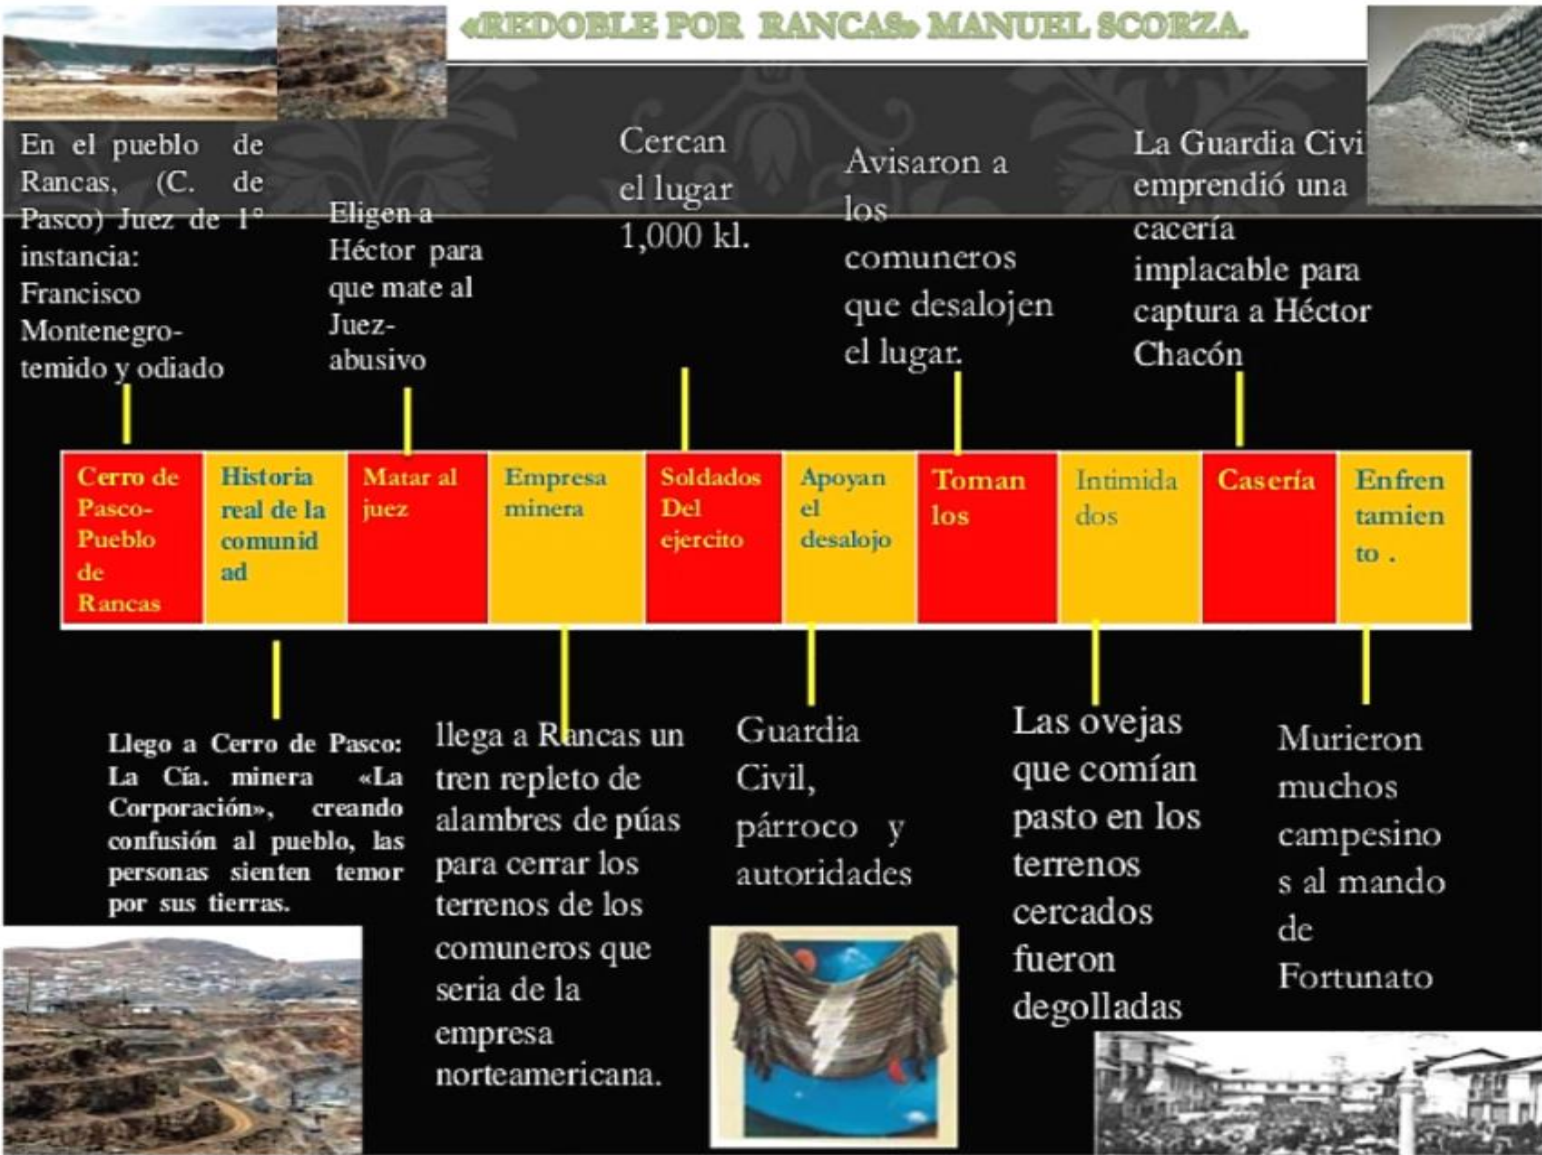 «REDOBLE POR RANCAS» MANUEL SCORZA.
En el pueblo de
Rancas, (C. de
Pasco) Juez de 1°
instancia:
Francisco
Montenegro-
temido y odiado
Eligen a
Héctor para
que mate al
Juez-
abusivo
Cercan
el lugar
1,000 kl.
Avisaron a
los
comuneros
que desalojen
el lugar.
La Guardia Civi
emprendió una
cacería
implacable para
captura a Héctor
Chacón
Cerro de
Pasco-
Pueblo
de
Rancas
Historia
real de la
comunid
ad
Matar al
juez
Empresa
minera
Soldados
Del
ejercito
Apoyan
el
desalojo
Toman
los
Intimida
dos
Casería
Enfren
tamien
to .
Llego a Cerro de Pasco:
La Cía. minera «La
Corporación», creando
confusión al pueblo, las
personas sienten temor
por sus tierras.
llega a Rancas un
tren repleto de
alambres de púas
para cerrar los
terrenos de los
comuneros que
seria de la
empresa
norteamericana.
Guardia
Civil,
párroco y
autoridades
Las ovejas
que comían
pasto en los
terrenos
cercados
fueron
degolladas
Murieron
muchos
campesino
s al mando
de
Fortunato